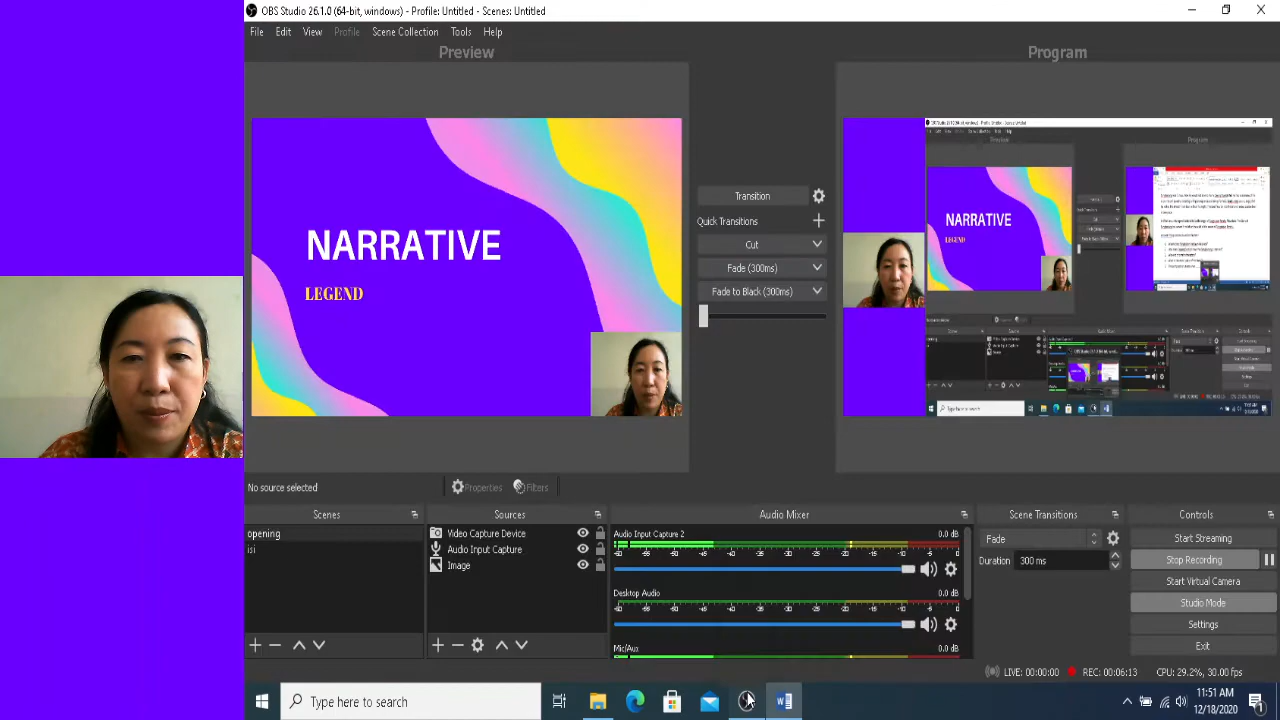 OBS Studio 26.1.0 (64-bit, windows) - Profile: Untitled - Scenes: Untitled
File Edit View Profile Scene Collection Tools Help
Preview
Program
NARRATIVE
LEGEND
Transition
Quick Transitions
Cut
Fade (300ms)
Fade to Black (300ms)
NARRATIVE
LEGEND
No source selected
Properties
Filters
Scenes
opening
isi
Sources
Video Capture Device
Audio Input Capture
Image
Audio Mixer
Audio Input Capture 2
0.0 dB
Desktop Audio
0.0 dB
Mic/Aux
0.0 dB
Scene Transitions
Fade
Duration 300 ms
Controls
Start Streaming
Stop Recording
Start Virtual Camera
Studio Mode
Settings
Exit
LIVE: 00:00:00 REC: 00:06:13 CPU: 29.2%, 30.00 fps
Type here to search
11:51 AM
12/18/2020